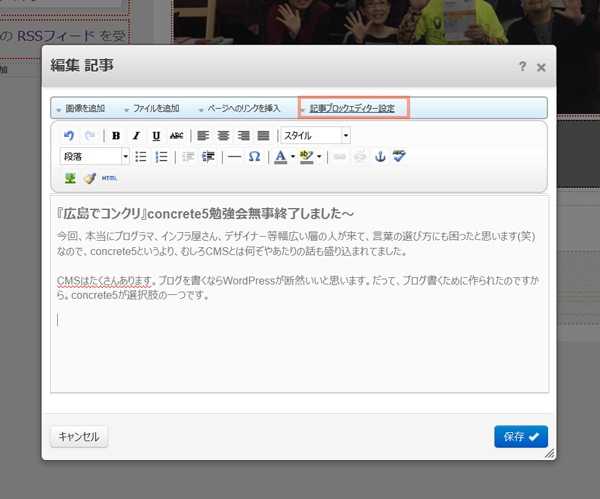 の RSSフィード を受
加
編集 記事
?
画像を追加 ファイルを追加 ページへのリンクを挿入 記事ブロックエディター設定
B I U ABC スタイル
段落 Ω A ab
HTML
『広島でコンクリ』concrete5勉強会無事終了しました～
今回、本当にプログラマ、インフラ屋さん、デザイナー等幅広い層の人が来て、言葉の選び方にも困ったと思います(笑)
なので、concrete5というより、むしろCMSとは何ぞやあたりの話も盛り込まれてました。
CMSはたくさんあります。ブログを書くならWordPressが断然いいと思います。だって、ブログ書くために作られたのですか
ら。concrete5が選択肢の一つです。
キャンセル 保存